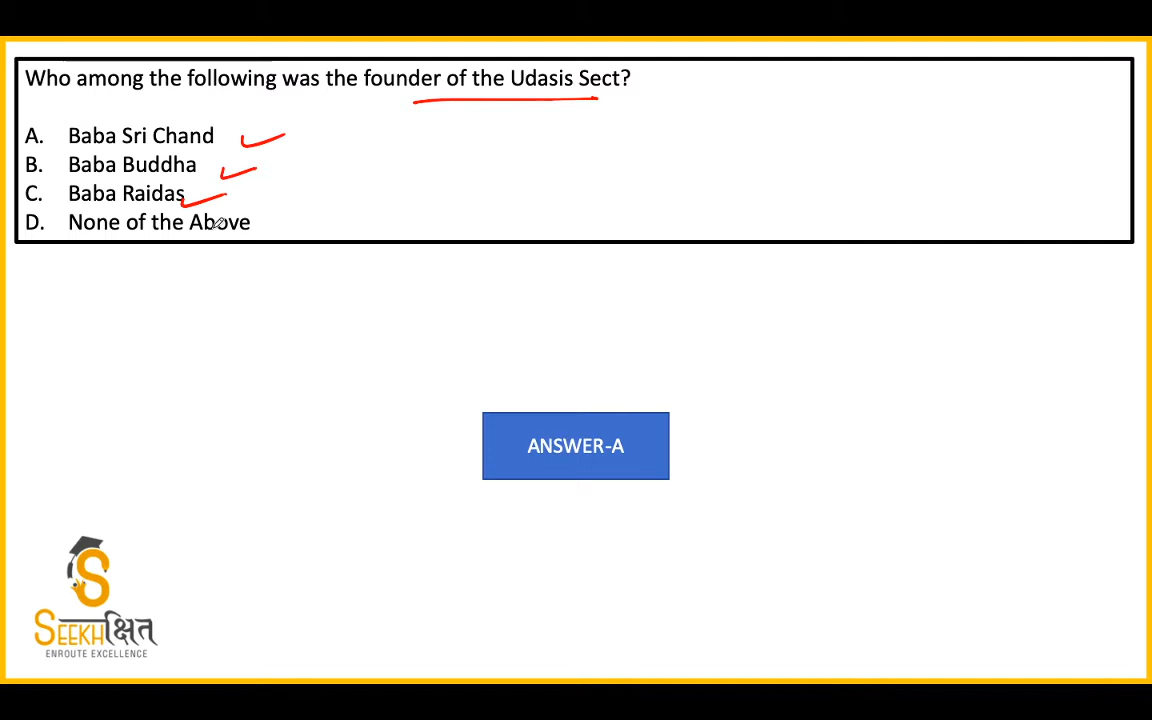 Who among the following was the founder of the Udasis Sect?
A. Baba Sri Chand
B. Baba Buddha
C. Baba Raidas
D. None of the Above
ANSWER-A
S
SEEKHक्षित
ENROUTE EXCELLENCE